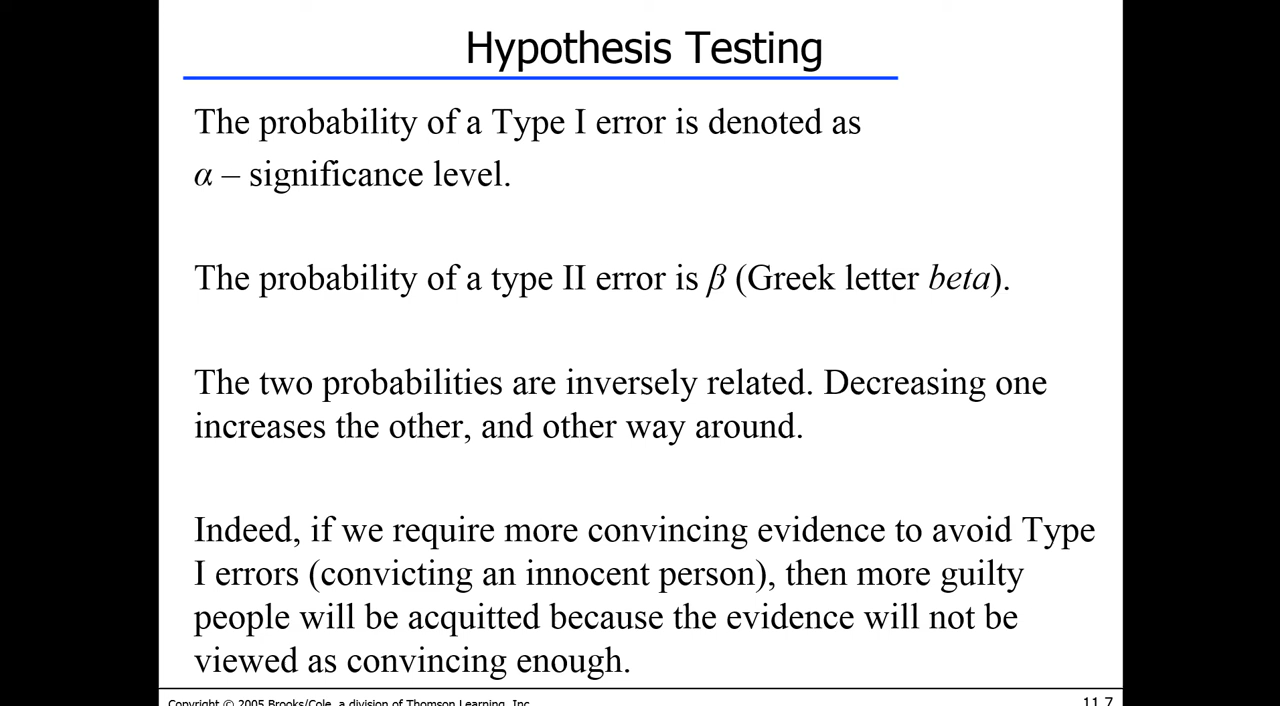 Hypothesis Testing
The probability of a Type I error is denoted as
α – significance level.
The probability of a type II error is β (Greek letter beta).
The two probabilities are inversely related. Decreasing one
increases the other, and other way around.
Indeed, if we require more convincing evidence to avoid Type
I errors (convicting an innocent person), then more guilty
people will be acquitted because the evidence will not be
viewed as convincing enough.
Copyright © 2005 Brooks/Cole, a division of Thomson Learning, Inc.
11.7